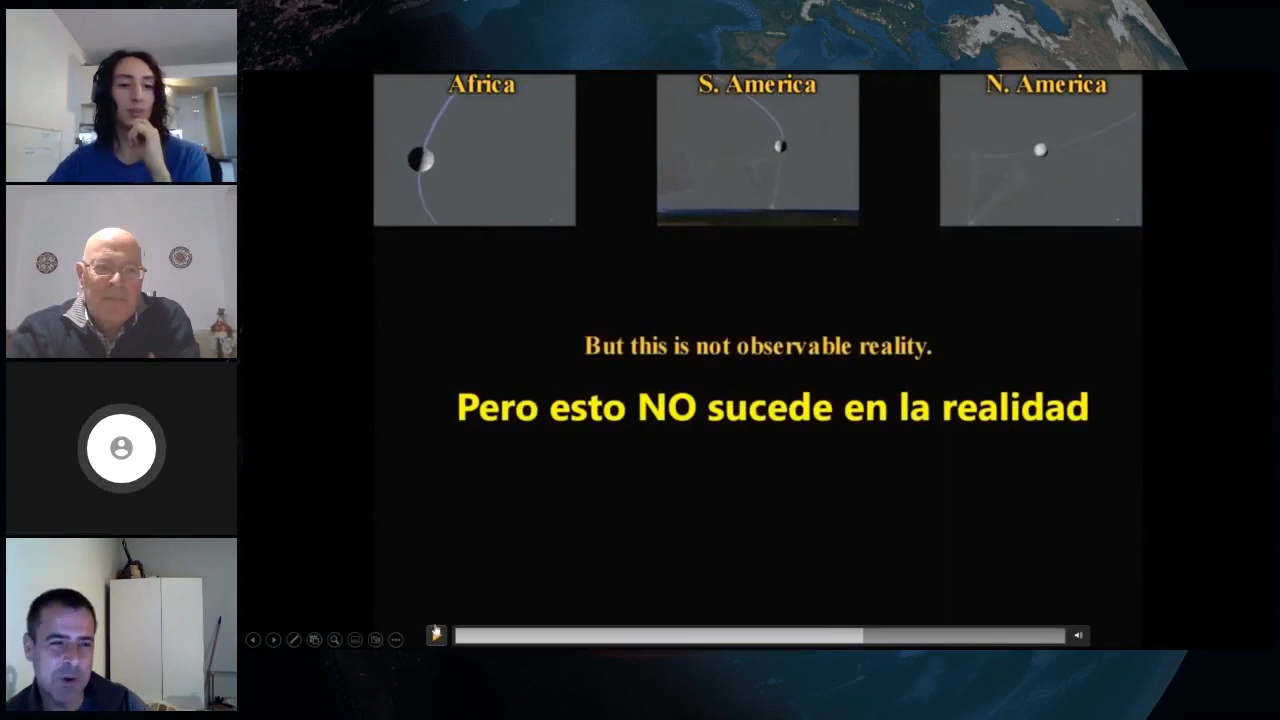 Africa
S. America
N. America
But this is not observable reality.
Pero esto NO sucede en la realidad